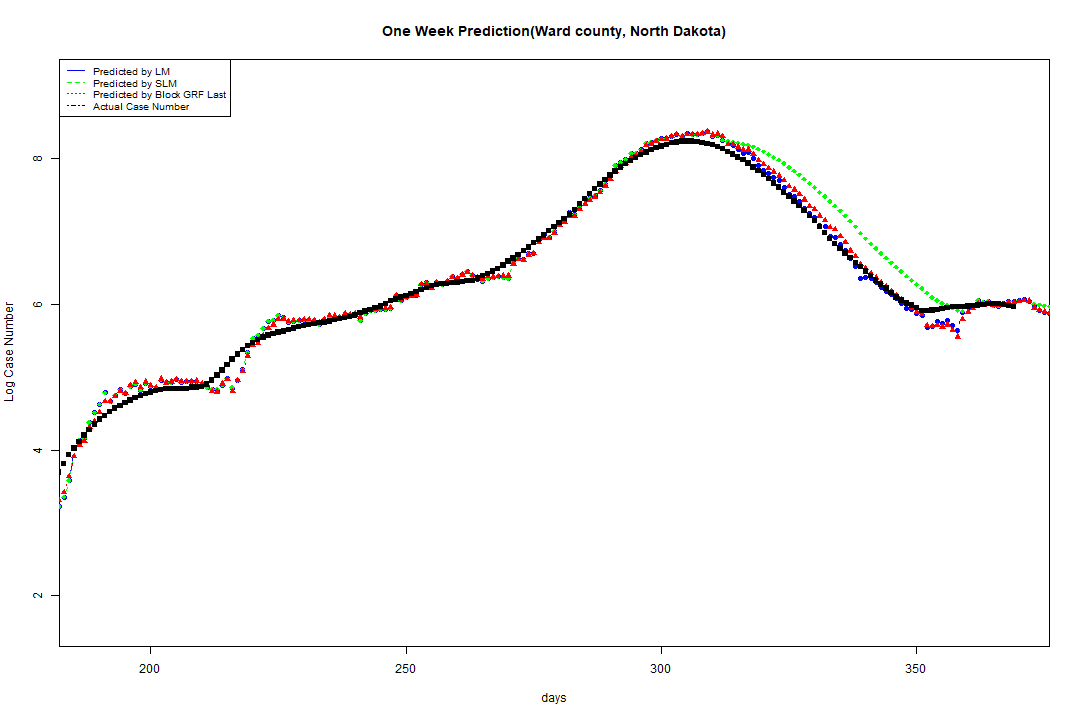 One Week Prediction(Ward county, North Dakota)
Predicted by LM
Predicted by SLM
Predicted by Block GRF Last
Actual Case Number
Log Case Number
8
6
4
2
200 250 300 350
days